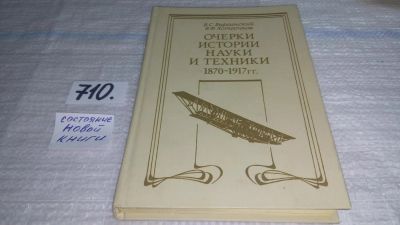 В.С. Виргинский,
В.Ф. Хотеенков
ОЧЕРКИ
ИСТОРИИ
НАУКИ
И ТЕХНИКИ
1870-1917 гг.
710.
состояние
новой
книги